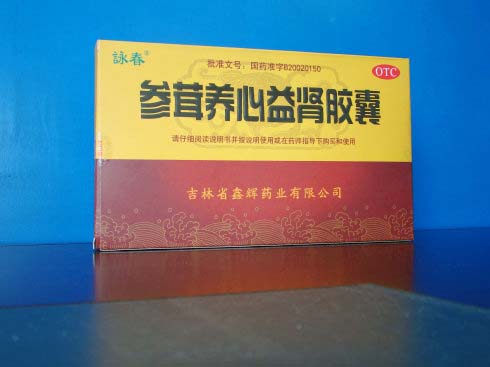 詠春®
批准文号：国药准字B20020150
OTC
参茸养心益肾胶囊
请仔细阅读说明书并按说明使用或在药师指导下购买和使用
吉林省鑫辉药业有限公司